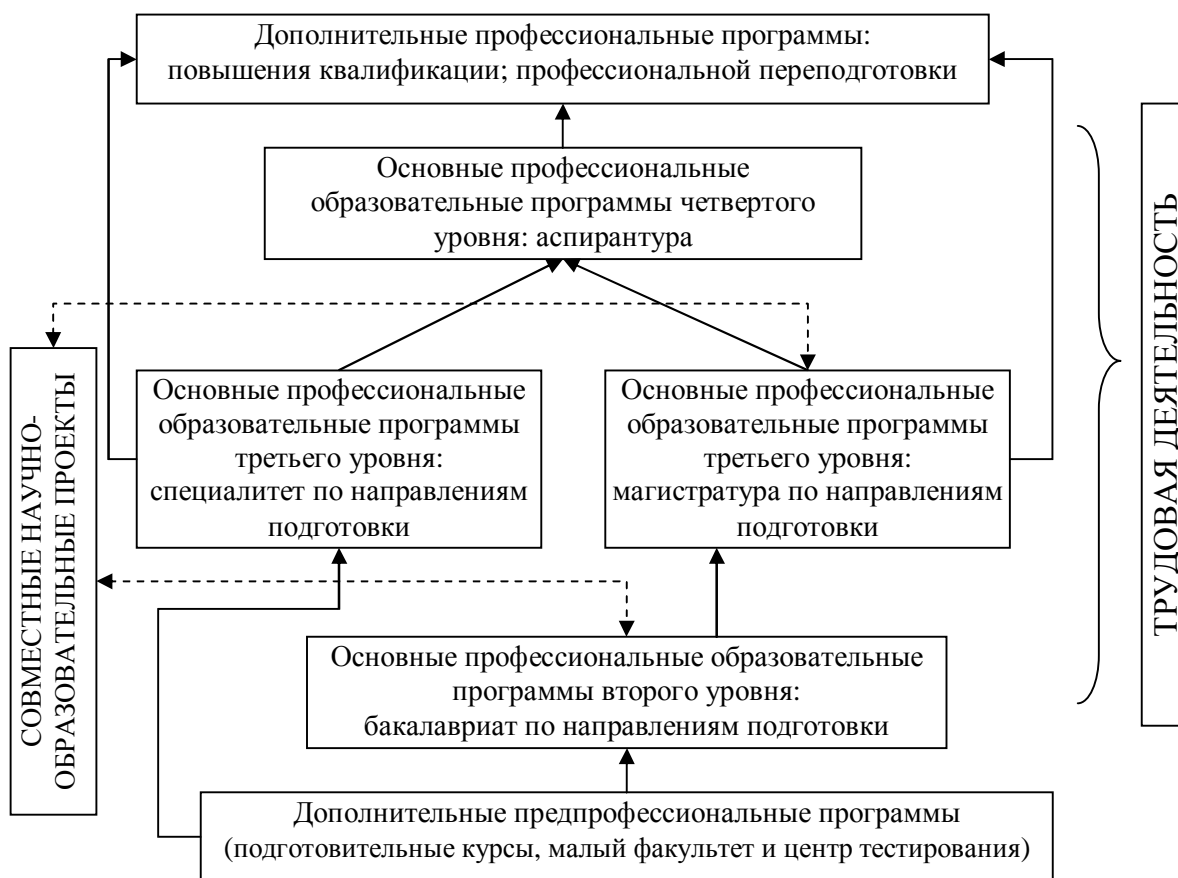 Дополнительные профессиональные программы:
повышения квалификации; профессиональной переподготовки
Основные профессиональные
образовательные программы четвертого
уровня: аспирантура
СОВМЕСТНЫЕ НАУЧНО-
ОБРАЗОВАТЕЛЬНЫЕ ПРОЕКТЫ
Основные профессиональные
образовательные программы
третьего уровня:
специалитет по направлениям
подготовки
Основные профессиональные
образовательные программы
третьего уровня:
магистратура по направлениям
подготовки
ТРУДОВАЯ ДЕЯТЕЛЬНОСТЬ
Основные профессиональные образовательные
программы второго уровня:
бакалавриат по направлениям подготовки
Дополнительные предпрофессиональные программы
(подготовительные курсы, малый факультет и центр тестирования)